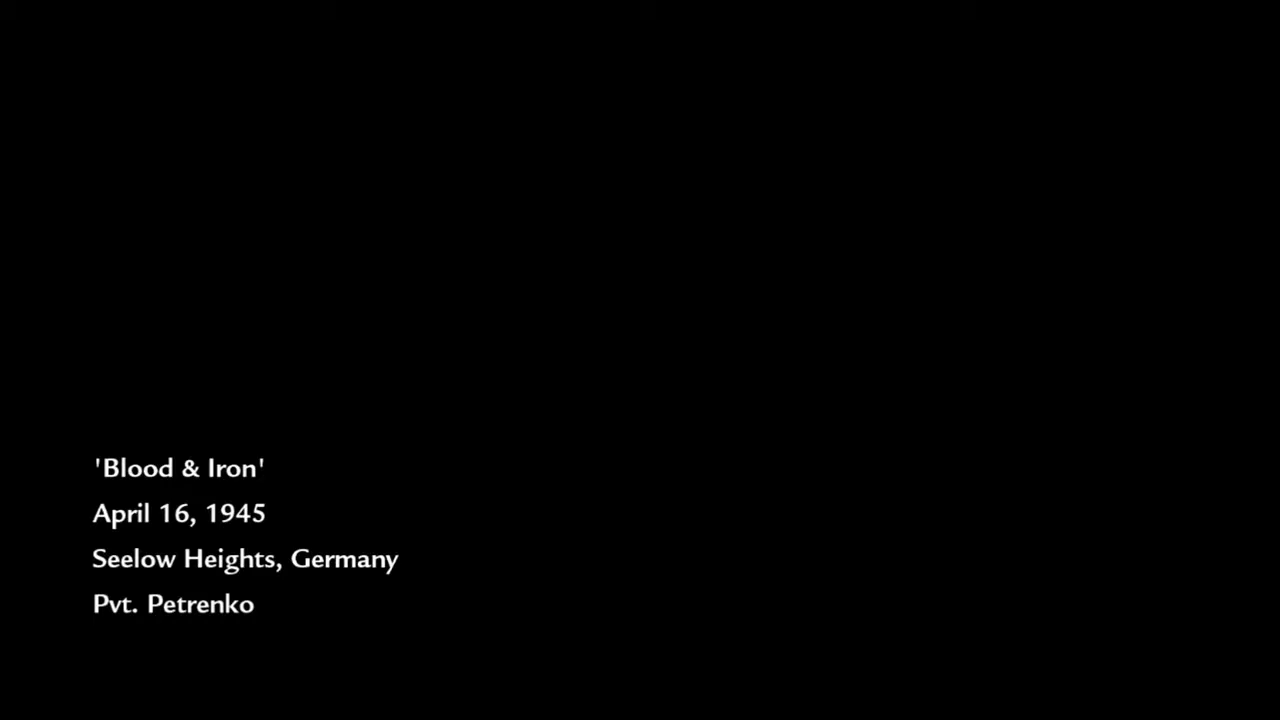 'Blood & Iron'
April 16, 1945
Seelow Heights, Germany
Pvt. Petrenko